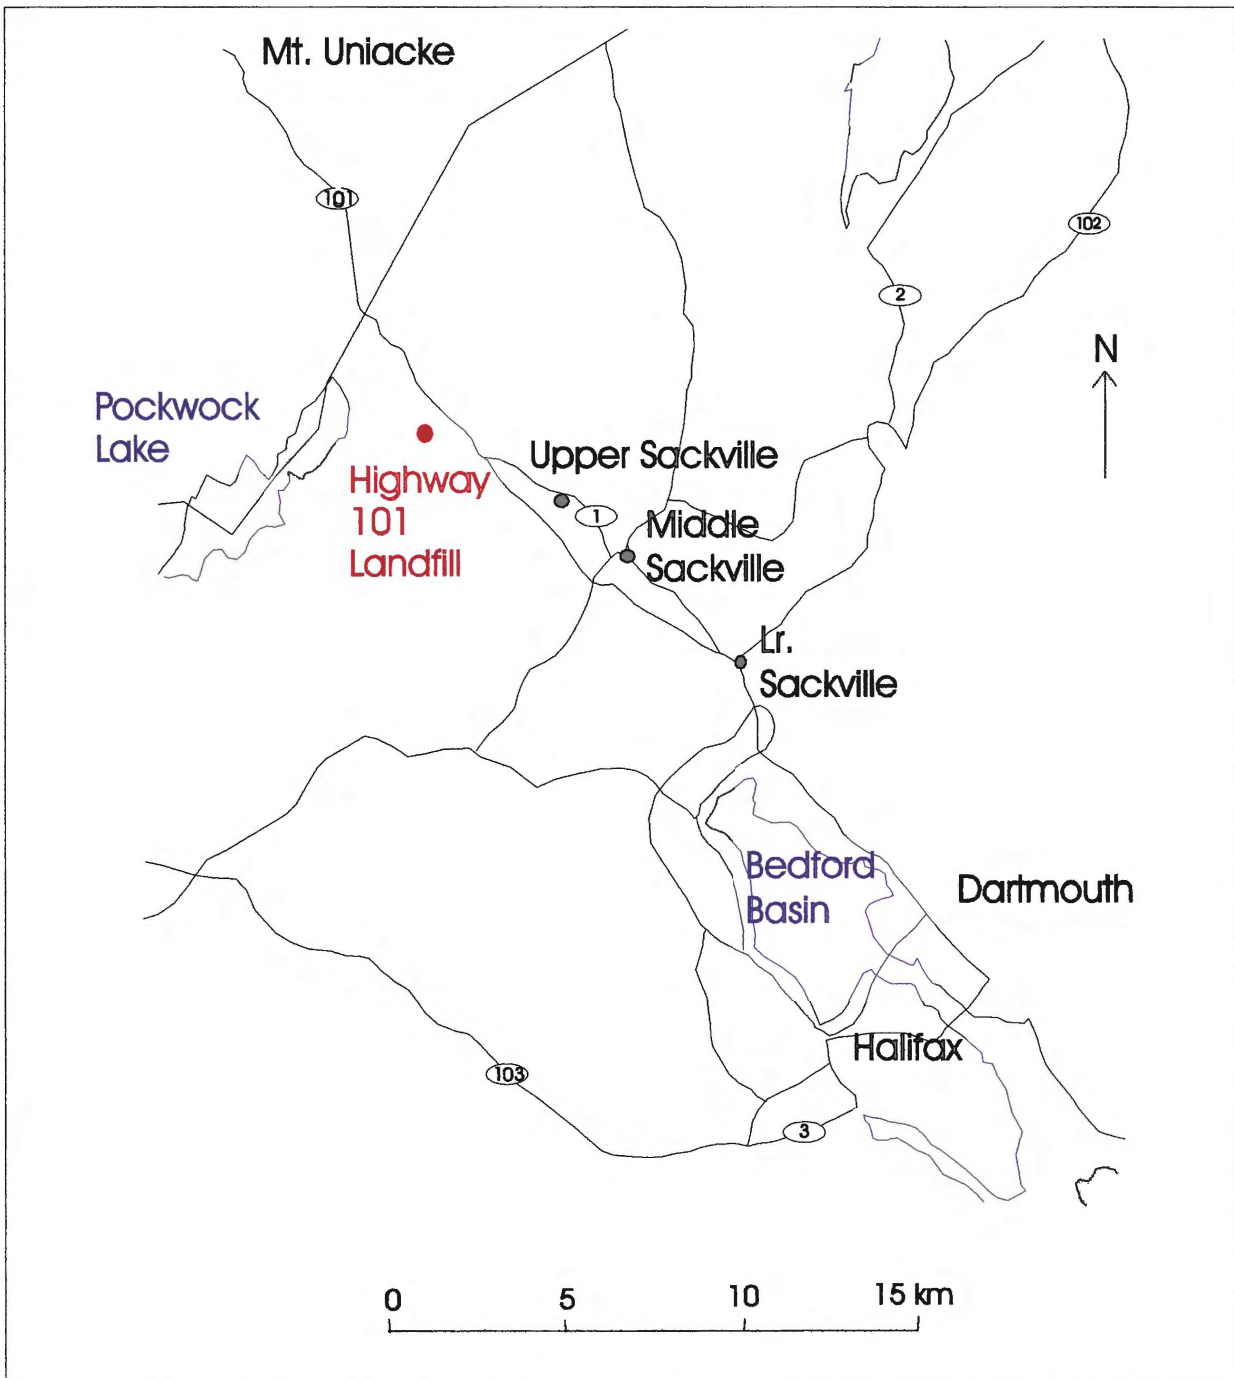 Mt. Uniacke
101
102
2
N
Pockwock
Lake
Upper Sackville
Highway
101
Landfill
1
Middle
Sackville
Lr.
Sackville
Bedford
Basin
Dartmouth
Halifax
103
3
0 5 10 15 km